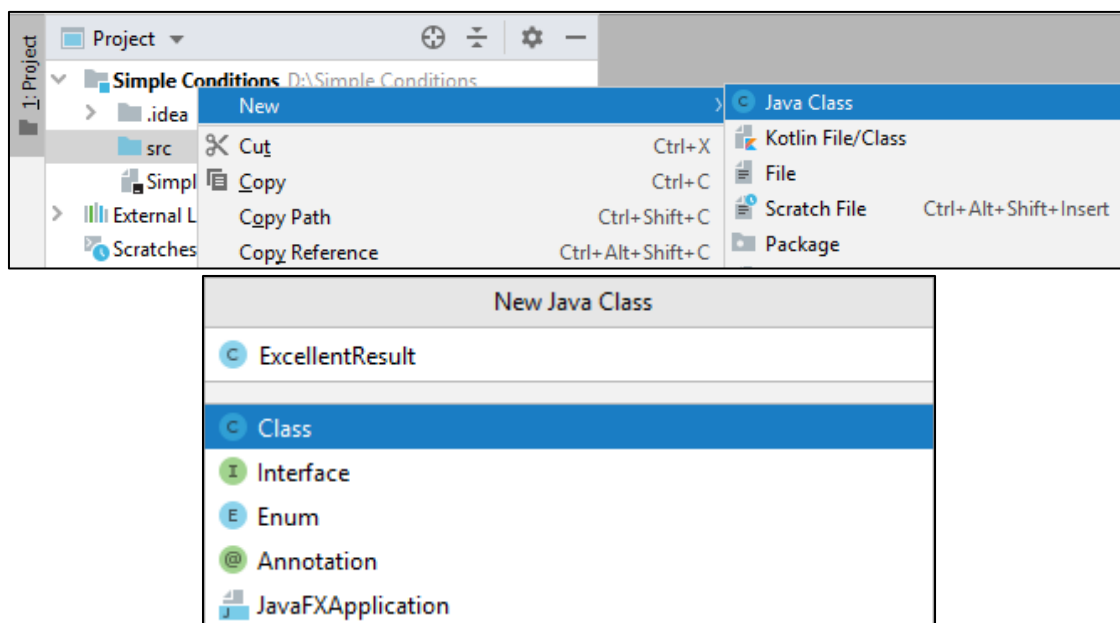 1: Project
Project
Simple Conditions D:\Simple Conditions
.idea
src
Simpl
External L
Scratches
New
Cut Ctrl+X
Copy Ctrl+C
Copy Path Ctrl+Shift+C
Copy Reference Ctrl+Alt+Shift+C
C Java Class
Kotlin File/Class
File
Scratch File Ctrl+Alt+Shift+Insert
Package
New Java Class
C ExcellentResult
C Class
I Interface
E Enum
@ Annotation
J JavaFXApplication